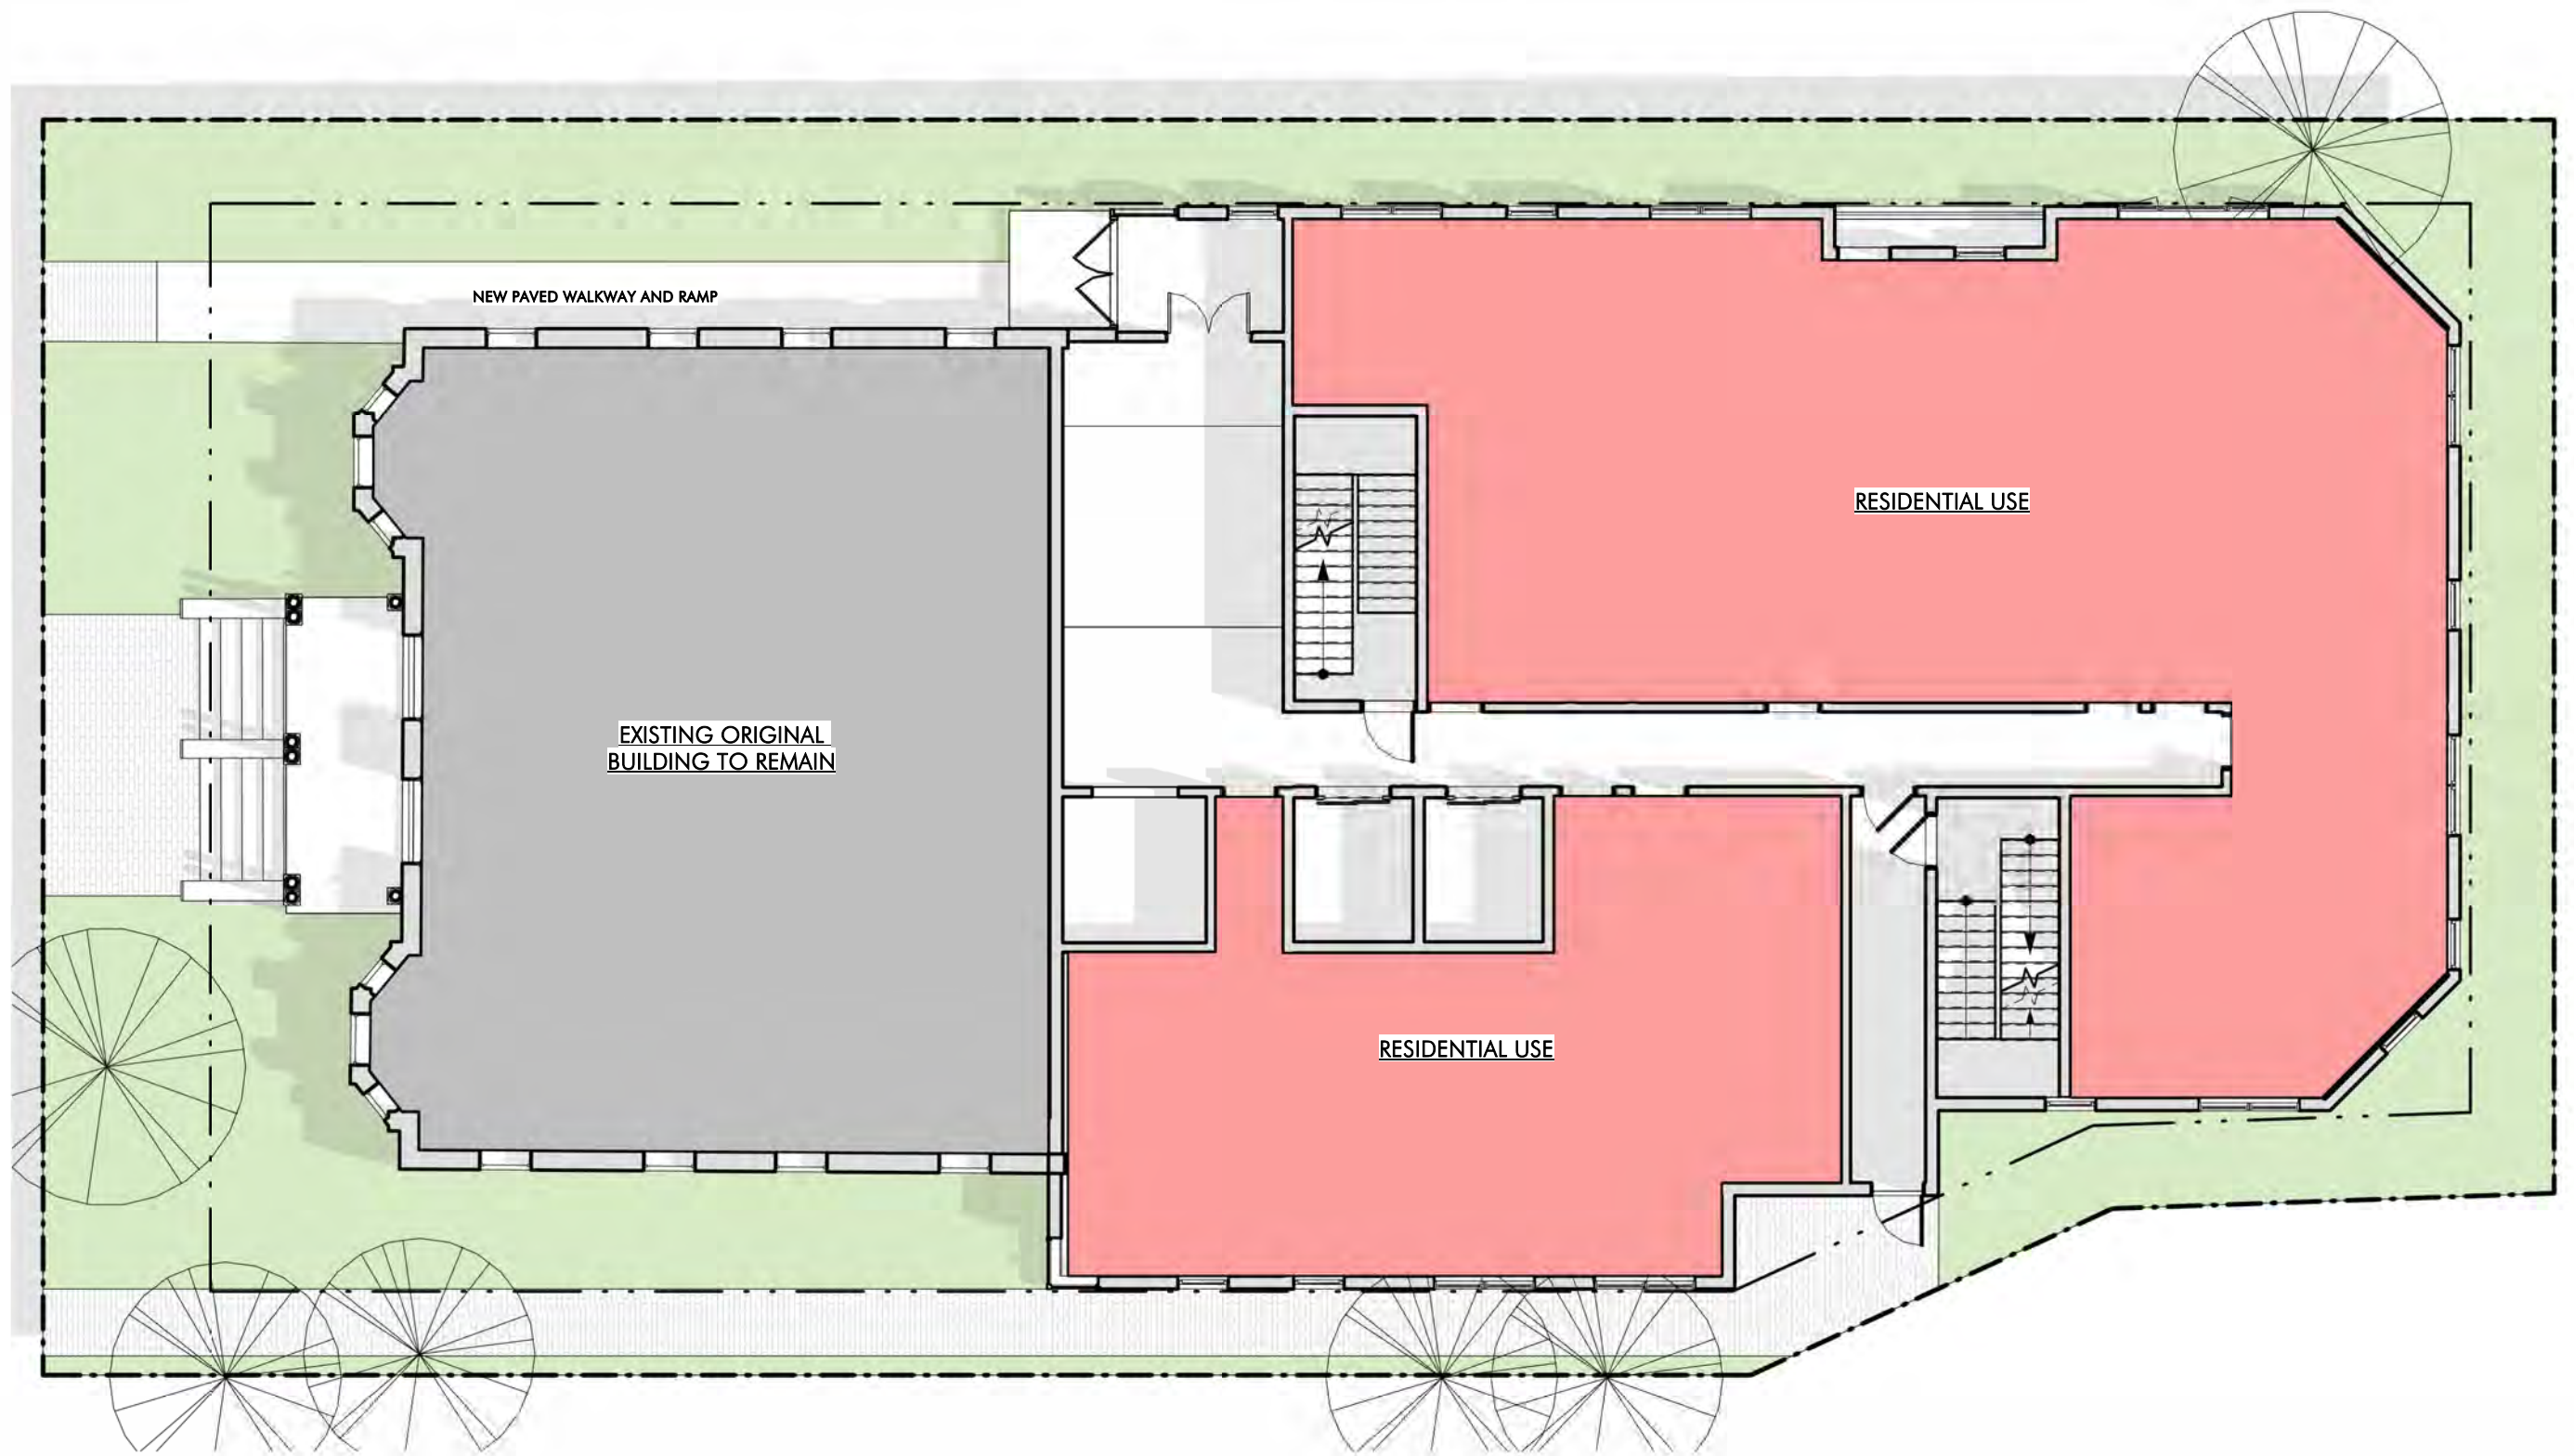 NEW PAVED WALKWAY AND RAMP
RESIDENTIAL USE
EXISTING ORIGINAL
BUILDING TO REMAIN
RESIDENTIAL USE